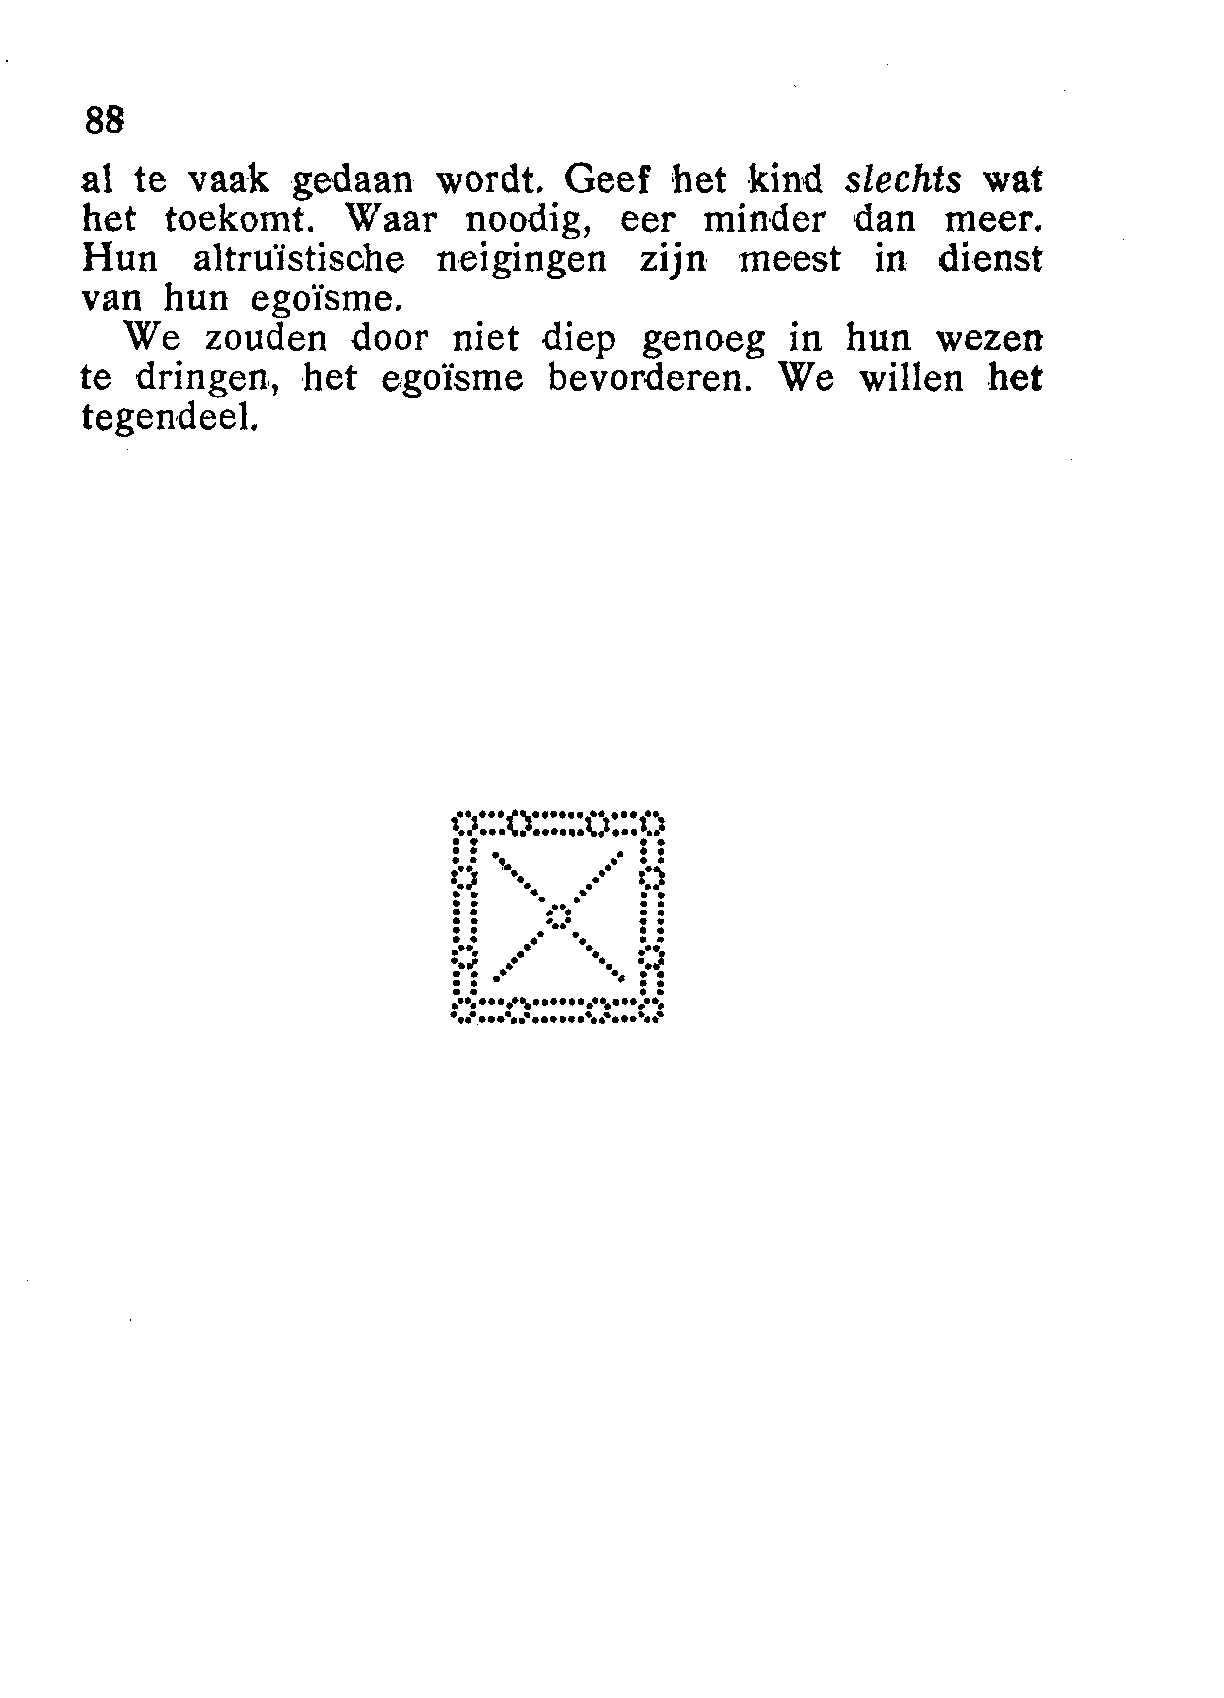 88
al te vaak gedaan wordt. Geef het kind slechts wat
het toekomt. Waar noodig, eer minder dan meer.
Hun altruïstische neigingen zijn meest in dienst
van hun egoïsme.
We zouden door niet diep genoeg in hun wezen
te dringen, het egoïsme bevorderen. We willen het
tegendeel.